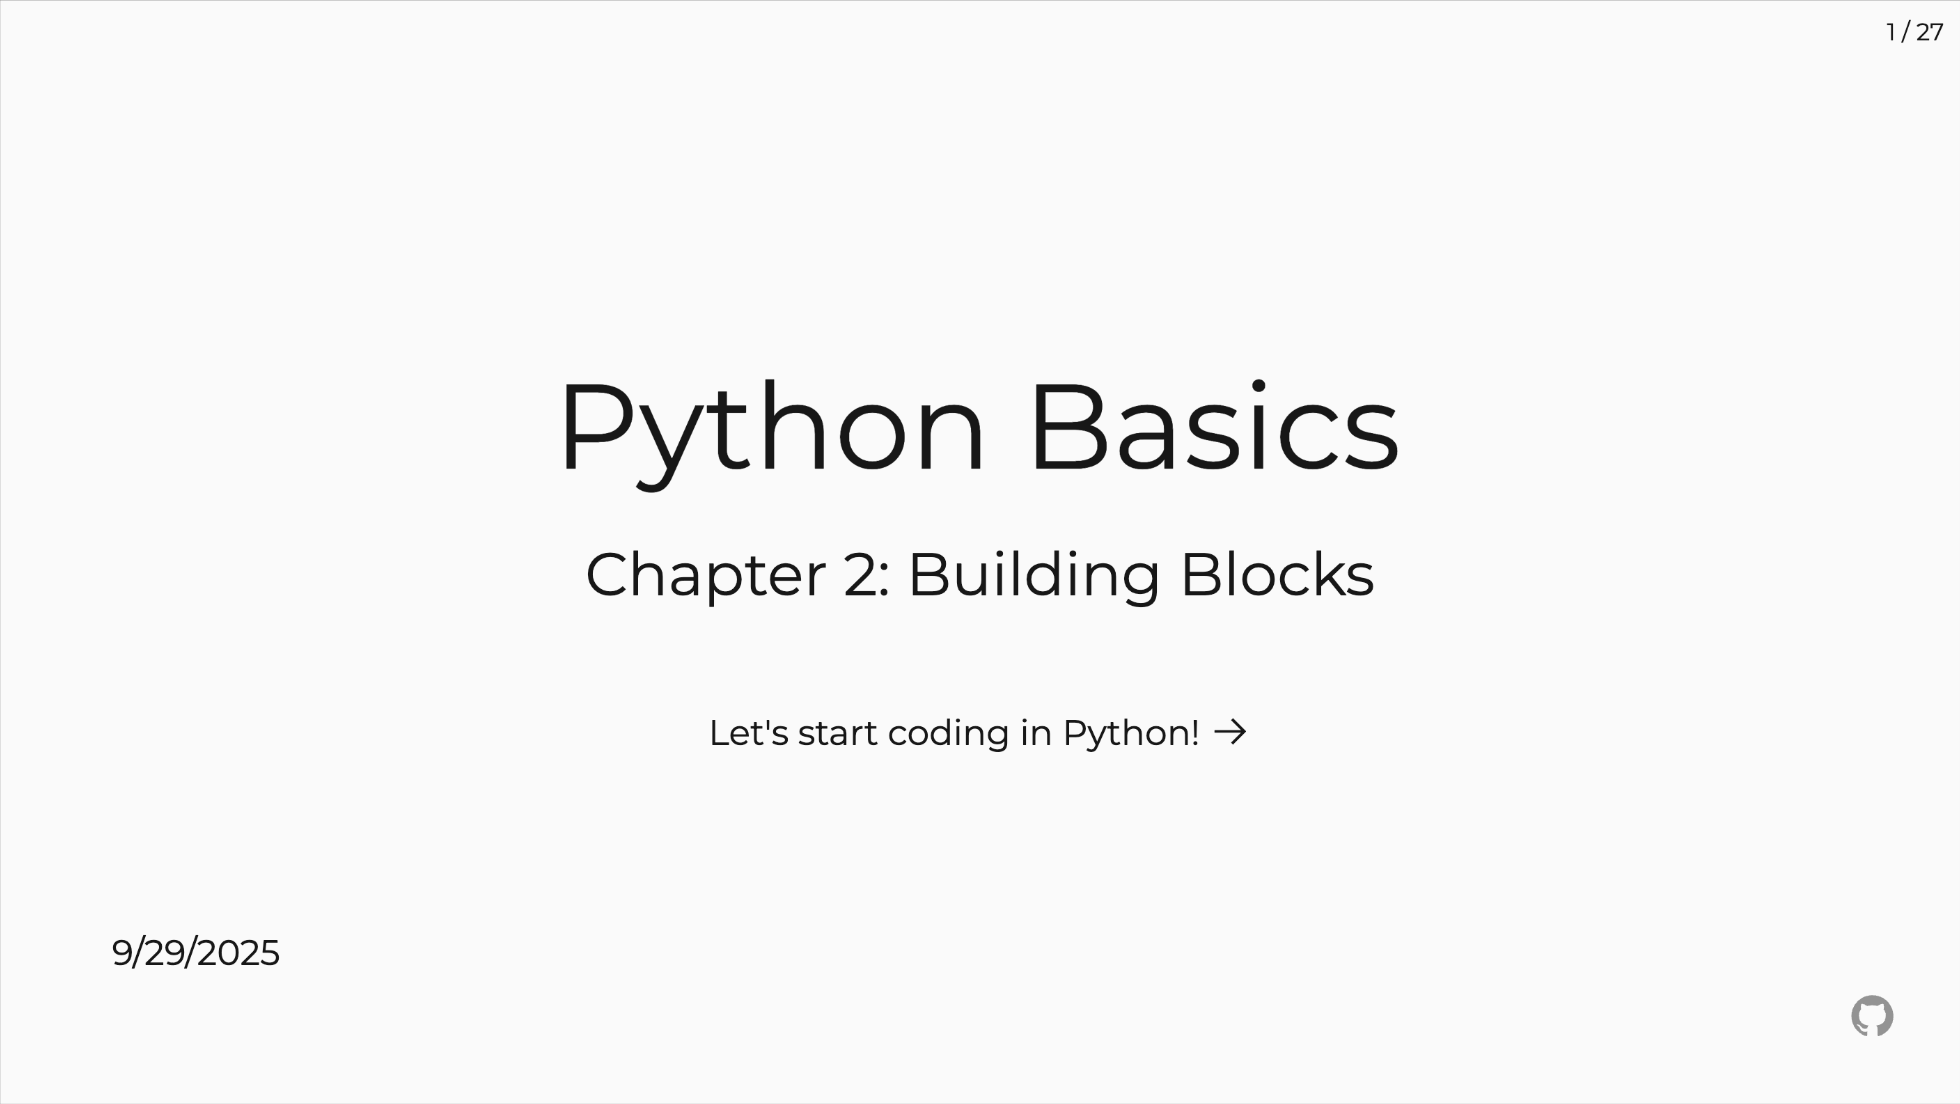 1 / 27
Python Basics
Chapter 2: Building Blocks
Let's start coding in Python! →
9/29/2025